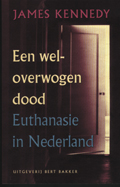 JAMES KENNEDY
Een wel-
overwogen
dood
Euthanasie
in Nederland
UITGEVERIJ BERT BAKKER